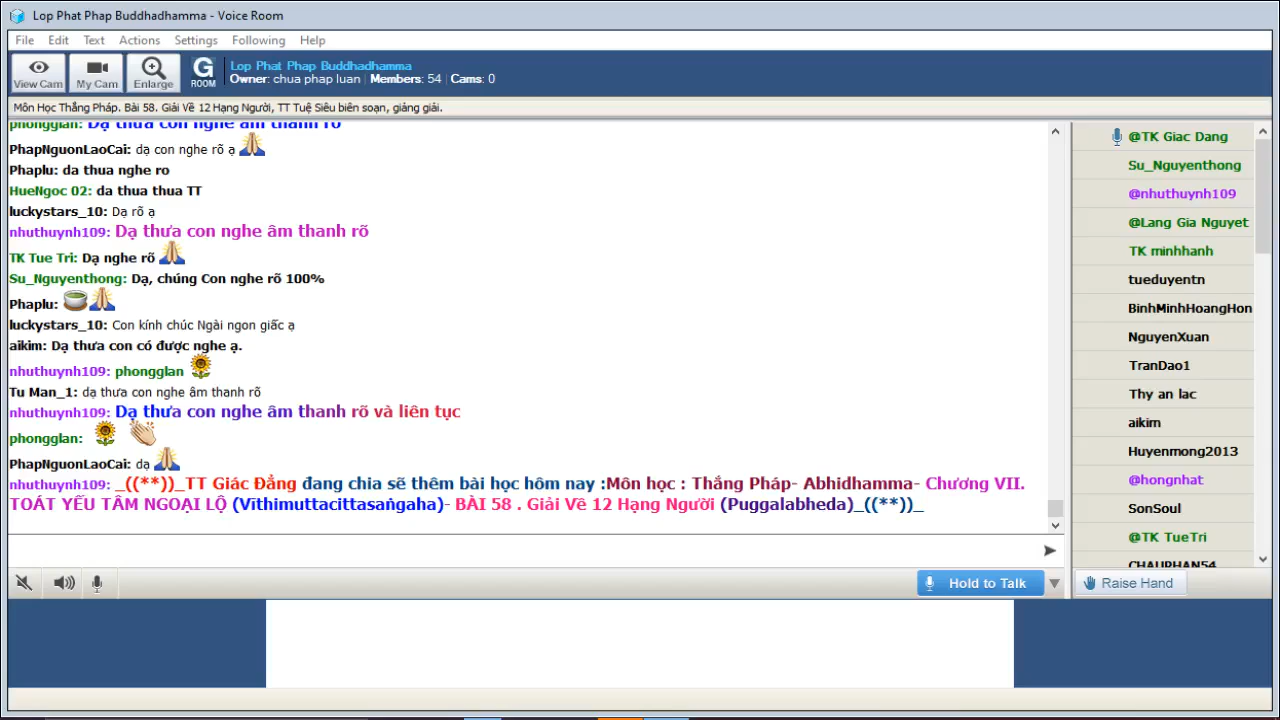 Lop Phat Phap Buddhadhamma - Voice Room
File Edit Text Actions Settings Following Help
View Cam My Cam Enlarge G ROOM
Lop Phat Phap Buddhadhamma
Owner: chua phap luan | Members: 54 | Cams: 0
Môn Học Thắng Pháp. Bài 58. Giải Về 12 Hạng Người, TT Tuệ Siêu biên soạn, giảng giải.
phongglan: Dạ thưa con nghe âm thanh rõ
PhapNguonLaoCai: dạ con nghe rõ ạ
Phaplu: da thua nghe ro
HueNgoc 02: da thua thua TT
luckystars_10: Dạ rõ ạ
nhuthuynh109: Dạ thưa con nghe âm thanh rõ
TK Tue Tri: Dạ nghe rõ
Su_Nguyenthong: Dạ, chúng Con nghe rõ 100%
Phaplu:
luckystars_10: Con kính chúc Ngài ngon giấc ạ
aikim: Dạ thưa con có được nghe ạ.
nhuthuynh109: phongglan
Tu Man_1: dạ thưa con nghe âm thanh rõ
nhuthuynh109: Dạ thưa con nghe âm thanh rõ và liên tục
phongglan:
PhapNguonLaoCai: dạ
nhuthuynh109: _((**))_TT Giác Đẳng đang chia sẽ thêm bài học hôm nay :Môn học : Thắng Pháp- Abhidhamma- Chương VII.
TOÁT YẾU TÂM NGOẠI LỘ (Vīthimuttacittasaṅgaha)- BÀI 58 . Giải Về 12 Hạng Người (Puggalabheda)_((**))_
@TK Giac Dang
Su_Nguyenthong
@nhuthuynh109
@Lang Gia Nguyet
TK minhhanh
tueduyentn
BinhMinhHoangHon
NguyenXuan
TranDao1
Thy an lac
aikim
Huyenmong2013
@hongnhat
SonSoul
@TK TueTri
CHAUPHAN54
Hold to Talk
Raise Hand